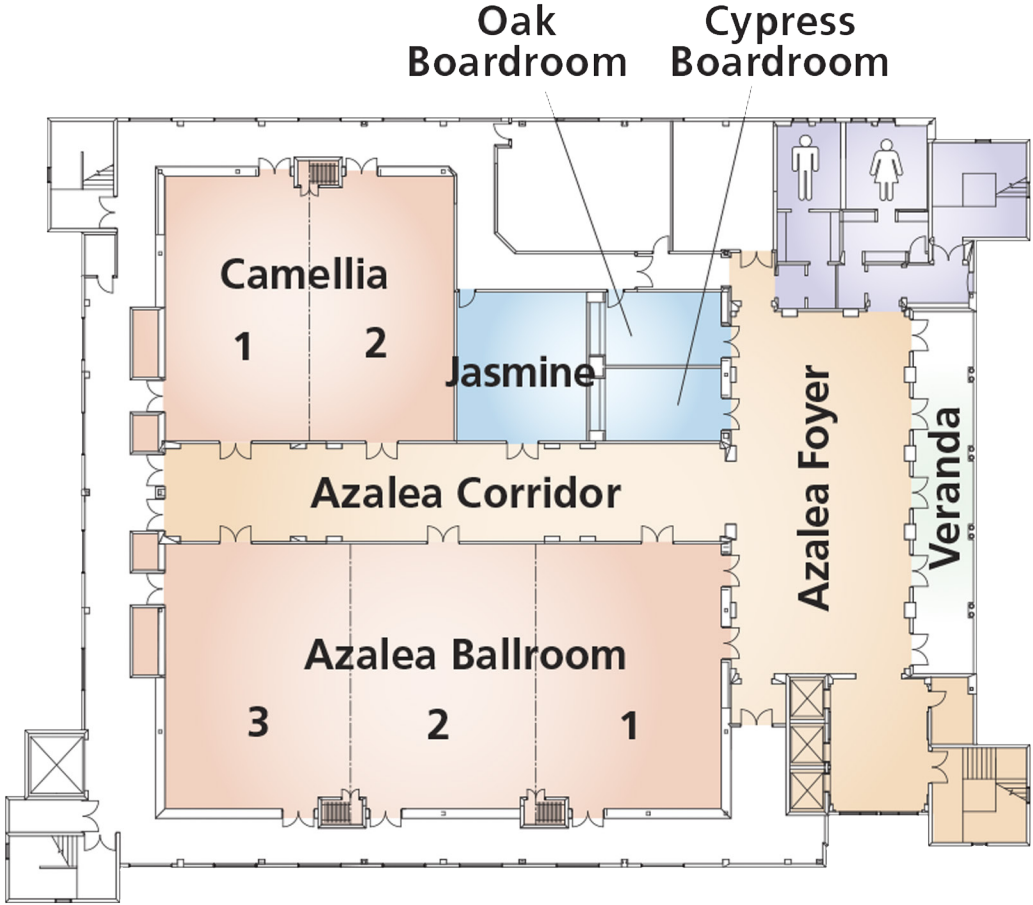 Oak
Boardroom
Cypress
Boardroom
Camellia
1
2
Jasmine
Azalea Corridor
Azalea Foyer
Veranda
Azalea Ballroom
3
2
1